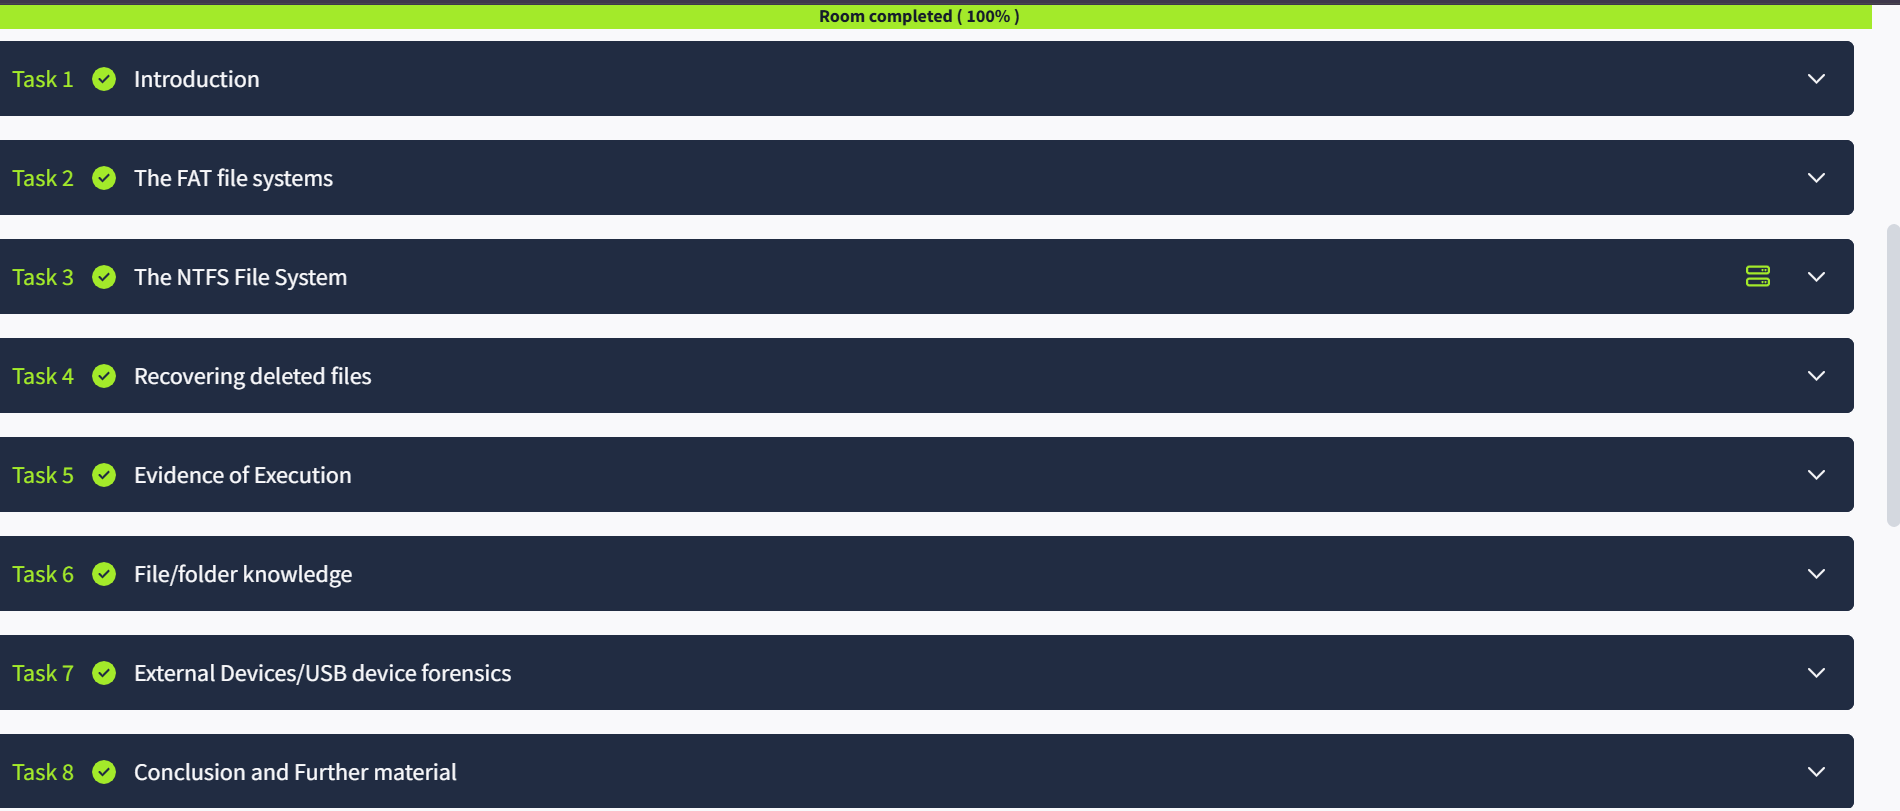 Room completed ( 100% )
Task 1 Introduction
Task 2 The FAT file systems
Task 3 The NTFS File System
Task 4 Recovering deleted files
Task 5 Evidence of Execution
Task 6 File/folder knowledge
Task 7 External Devices/USB device forensics
Task 8 Conclusion and Further material